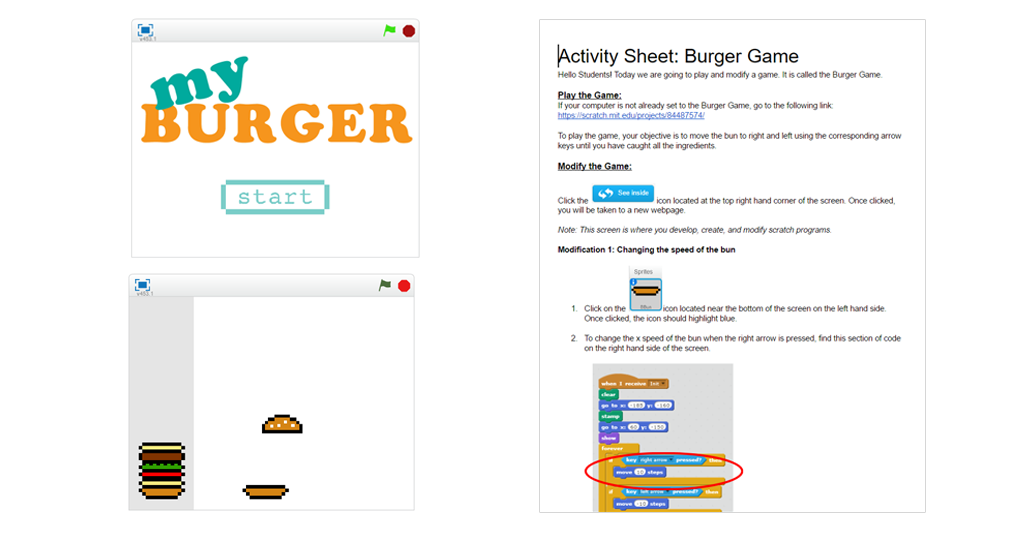 v453.1
my
BURGER
start
v453.1
Activity Sheet: Burger Game
Hello Students! Today we are going to play and modify a game. It is called the Burger Game.
Play the Game:
If your computer is not already set to the Burger Game, go to the following link:
https://scratch.mit.edu/projects/84487574/
To play the game, your objective is to move the bun to right and left using the corresponding arrow
keys until you have caught all the ingredients.
Modify the Game:
Click the See inside icon located at the top right hand corner of the screen. Once clicked,
you will be taken to a new webpage.
Note: This screen is where you develop, create, and modify scratch programs.
Modification 1: Changing the speed of the bun
Sprites
1. Click on the icon located near the bottom of the screen on the left hand side.
Once clicked, the icon should highlight blue.
2. To change the x speed of the bun when the right arrow is pressed, find this section of code
on the right hand side of the screen.
when I receive Init
clear
go to x: -185 y: -160
stamp
go to x: 60 y: -150
show
forever
if key right arrow pressed? then
move 10 steps
if key left arrow pressed? then
move -10 steps